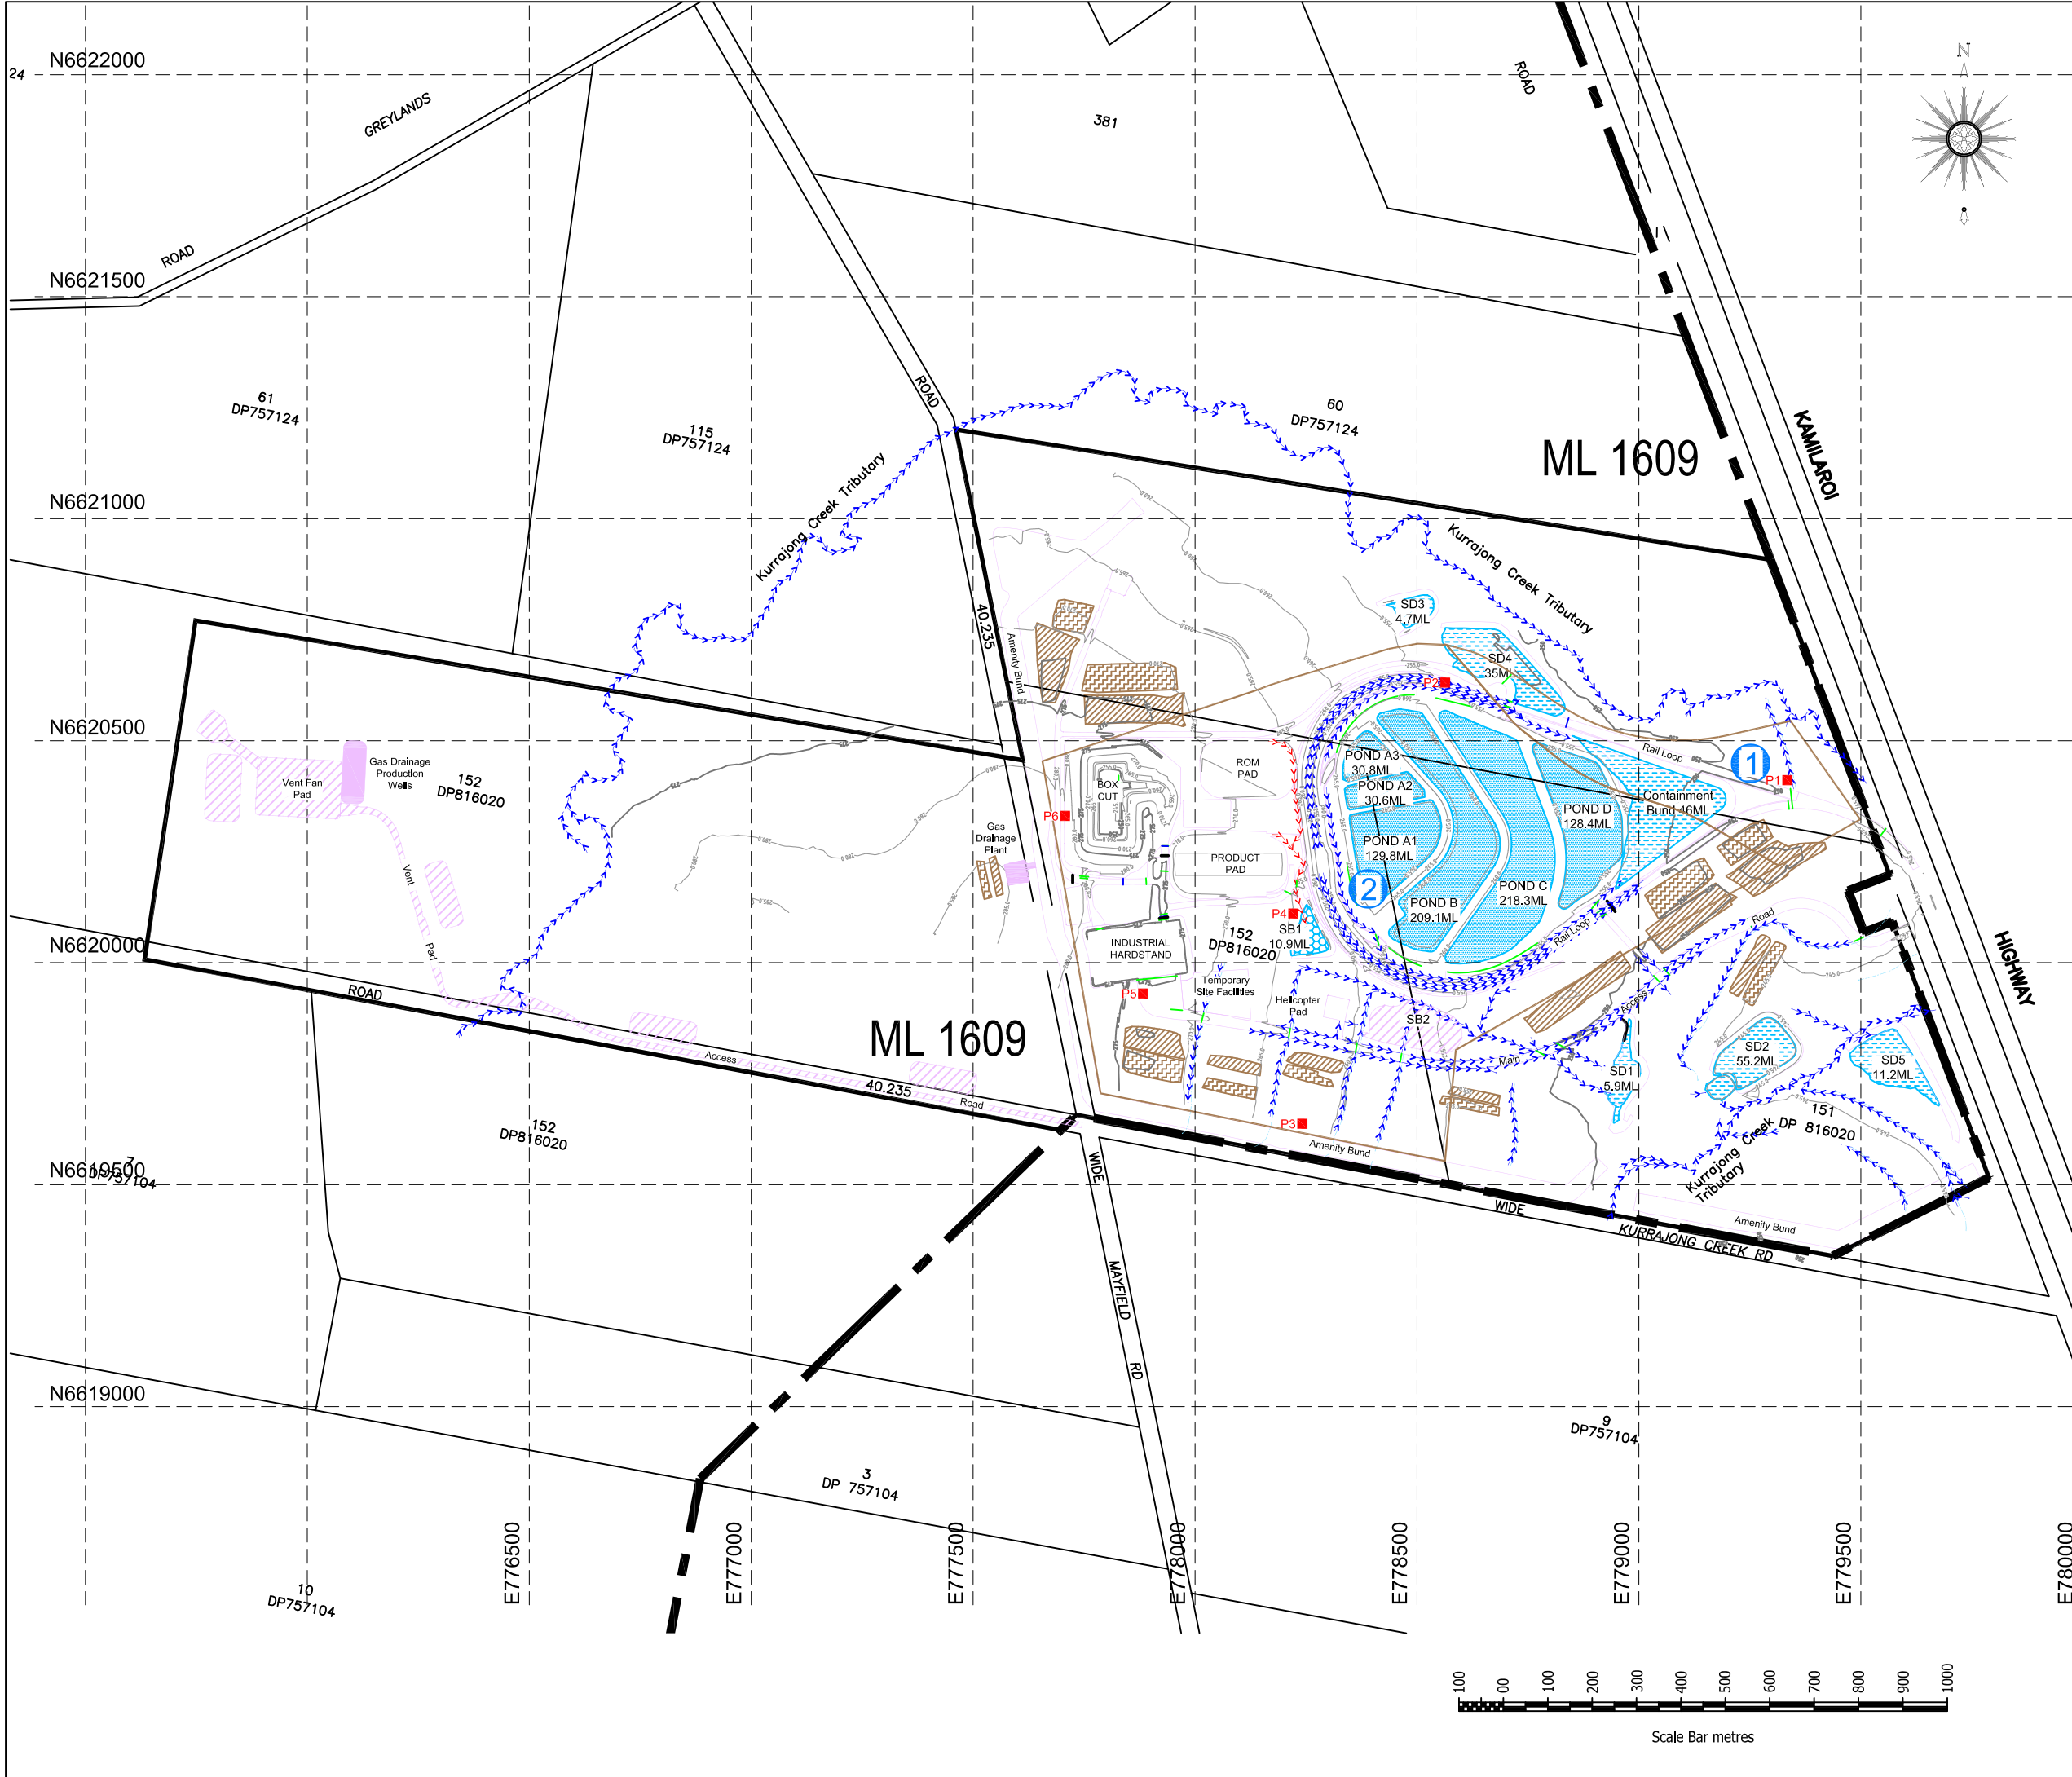 N
N6622000
24
GREYLANDS
ROAD
381
ROAD
N6621500
ROAD
61
DP757124
115
DP757124
60
DP757124
ML 1609
KAMILAROI
N6621000
Kurrajong Creek Tributary
Kurrajong Creek Tributary
40.235
Amenity Bund
SD3
4.7ML
SD4
35ML
P2
N6620500
Vent Fan
Pad
Gas Drainage
Production
Wells
152
DP816020
BOX
CUT
ROM
PAD
POND A3
30.8ML
POND A2
30.6ML
POND A1
129.8ML
POND B
209.1ML
POND C
218.3ML
POND D
128.4ML
Containment
Bund 46ML
Rail Loop
1
P1
P6
Gas
Drainage
Plant
PRODUCT
PAD
2
Vent
Pad
P4
SB1
10.9ML
152
DP816020
Rail Loop
Road
INDUSTRIAL
HARDSTAND
N6620000
ROAD
P5
Temporary
Site Facilities
Helicopter
Pad
SB2
Access
Main
HIGHWAY
ML 1609
Access
40.235
Road
SD1
5.9ML
SD2
55.2ML
SD5
11.2ML
151
DP 816020
Kurrajong Creek
Tributary
P3
Amenity Bund
152
DP816020
7
DP757104
N6619500
WIDE
WIDE
Amenity Bund
KURRAJONG CREEK RD
MAYFIELD
RD
N6619000
9
DP757104
3
DP 757104
10
DP757104
E776500
E777000
E777500
E778000
E778500
E779000
E779500
E780000
100
00
100
200
300
400
500
600
700
800
900
1000
Scale Bar metres